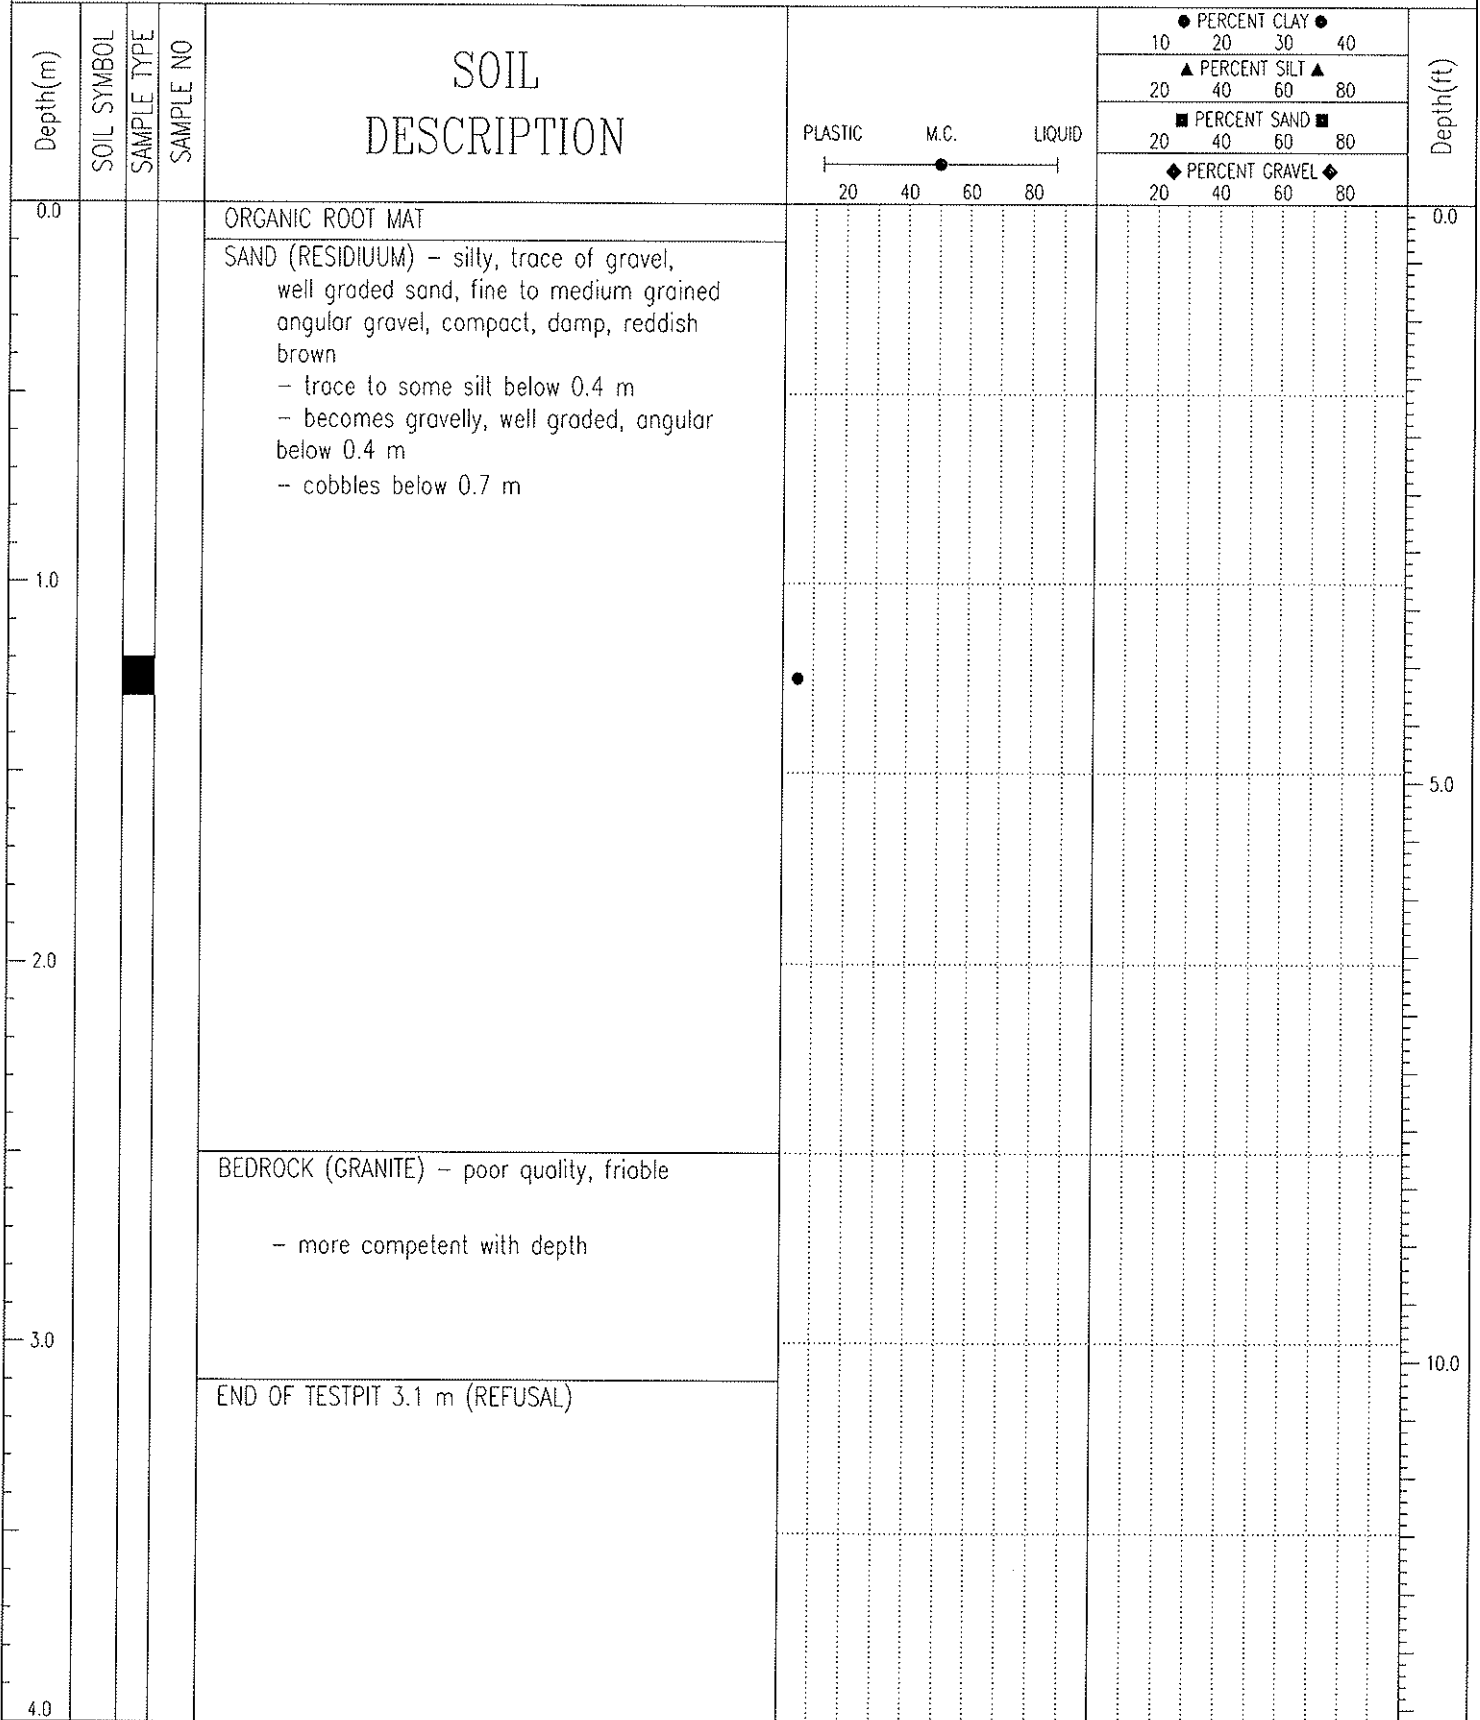 Depth(m)
SOIL SYMBOL
SAMPLE TYPE
SAMPLE NO
SOIL
DESCRIPTION
PLASTIC M.C. LIQUID
20 40 60 80
● PERCENT CLAY ●
10 20 30 40
▲ PERCENT SILT ▲
20 40 60 80
■ PERCENT SAND ■
20 40 60 80
◆ PERCENT GRAVEL ◆
20 40 60 80
Depth(ft)
0.0
ORGANIC ROOT MAT
0.0
SAND (RESIDIUUM) – silty, trace of gravel,
well graded sand, fine to medium grained
angular gravel, compact, damp, reddish
brown
– trace to some silt below 0.4 m
– becomes gravelly, well graded, angular
below 0.4 m
– cobbles below 0.7 m
1.0
5.0
2.0
BEDROCK (GRANITE) – poor quality, friable
– more competent with depth
3.0
10.0
END OF TESTPIT 3.1 m (REFUSAL)
4.0